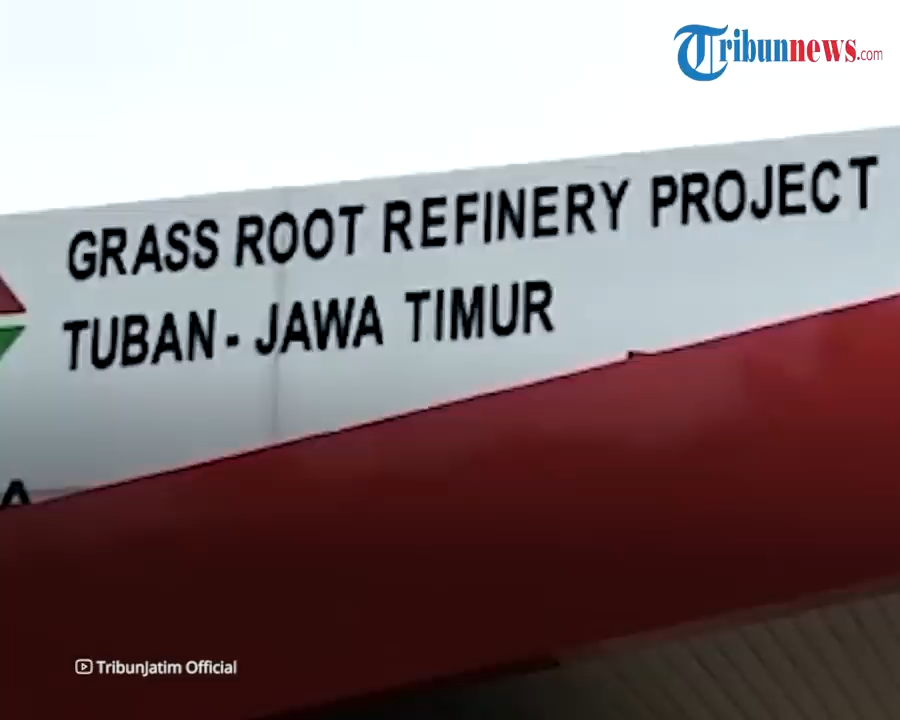 Tribunnews.com
GRASS ROOT REFINERY PROJECT
TUBAN - JAWA TIMUR
A
TribunJatim Official